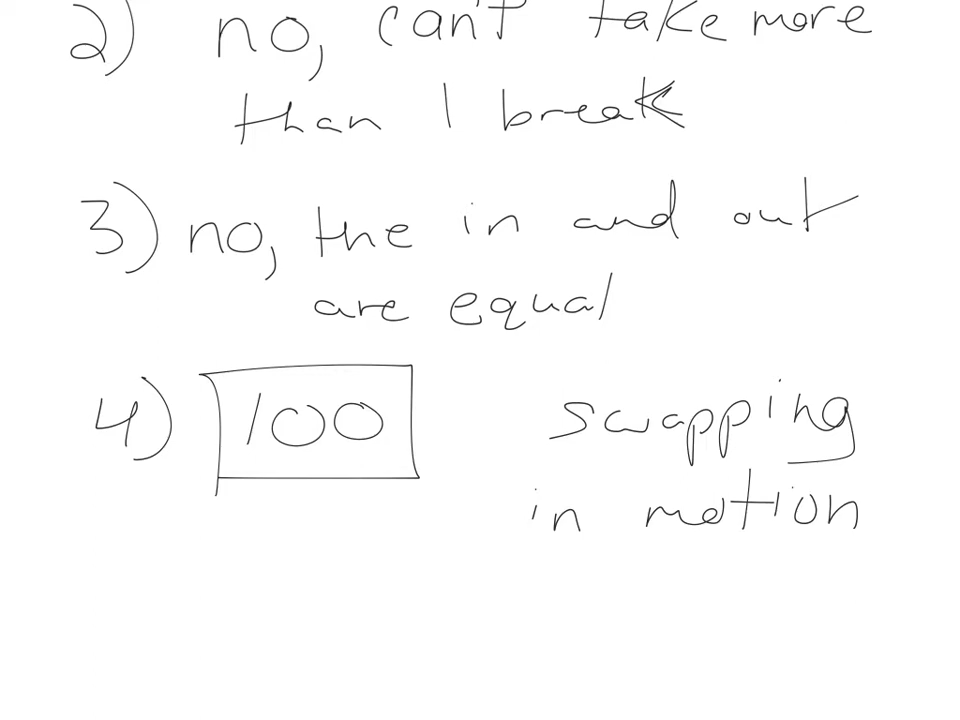 2) no, can't take more
than 1 break
3) no, the in and out
are equal
4) 100 swapping
in motion